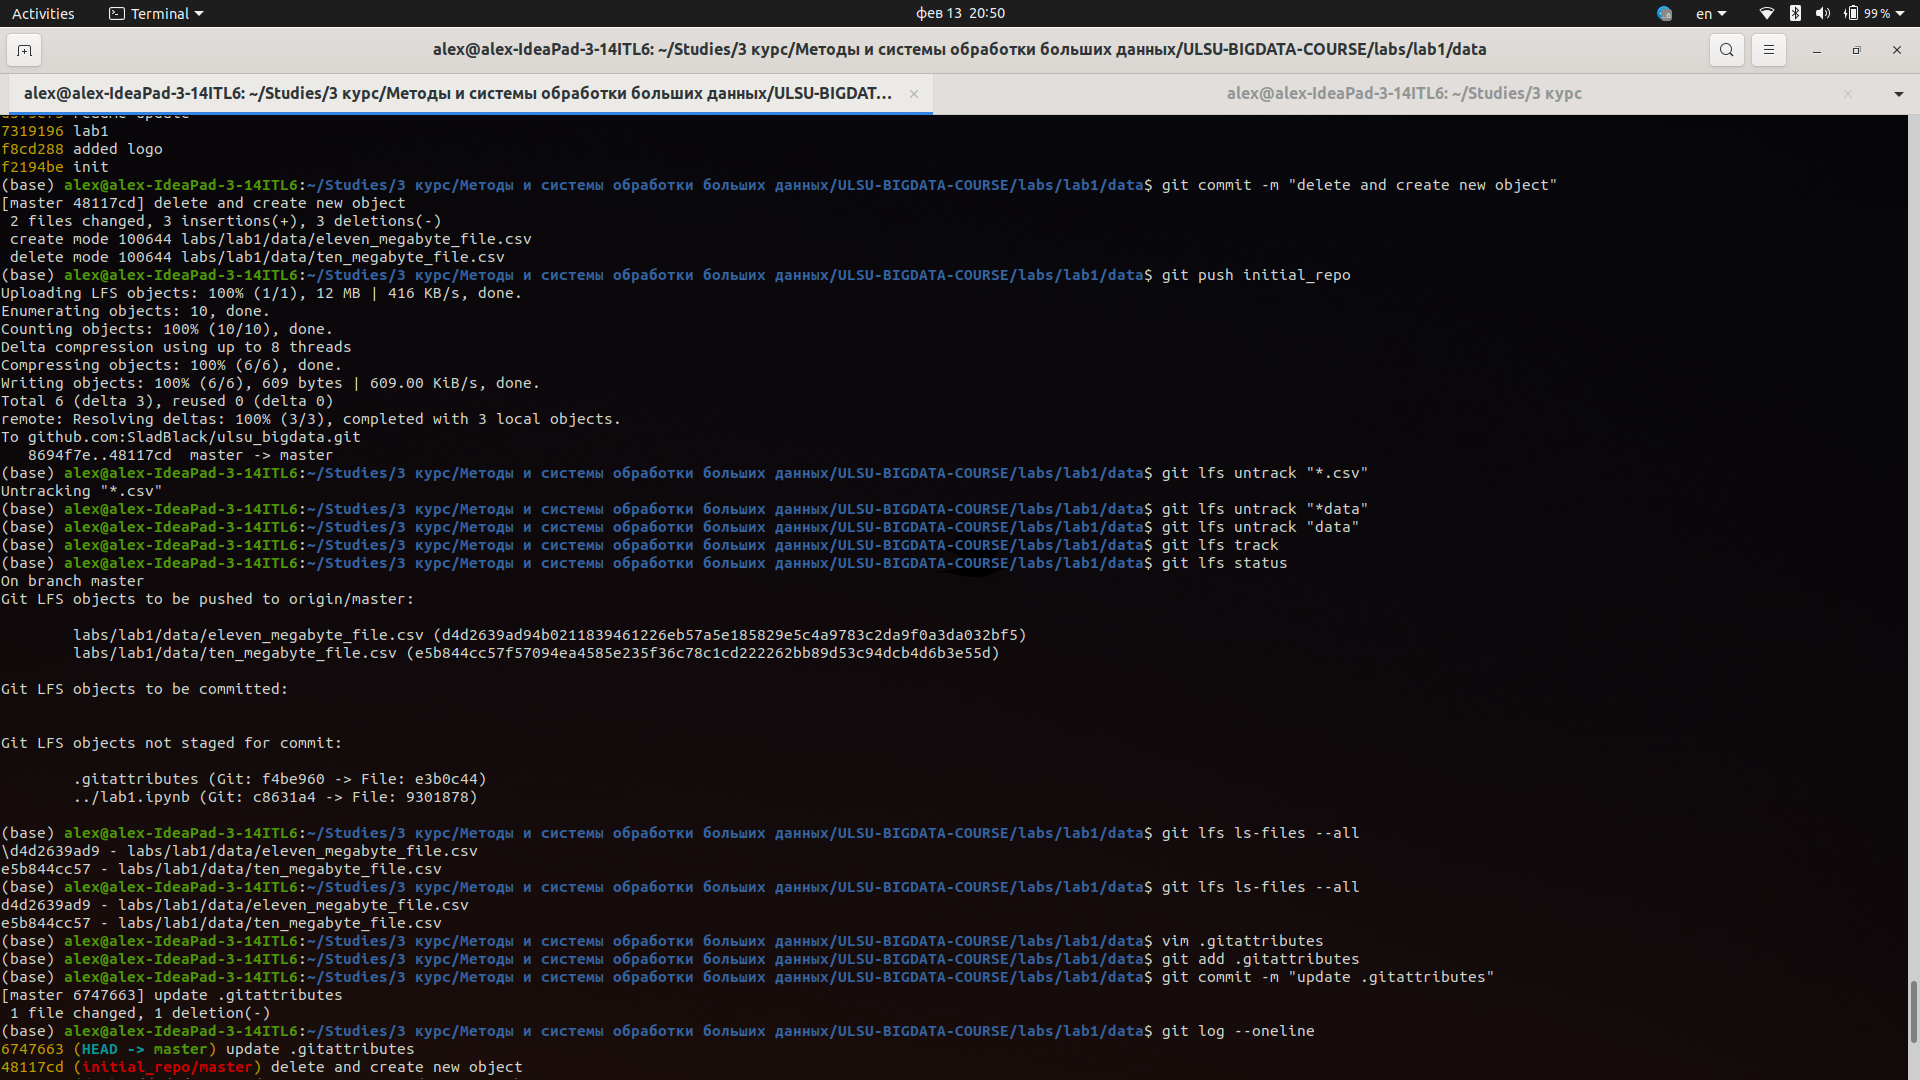 Activities Terminal фев 13 20:50 en 99 %
alex@alex-IdeaPad-3-14ITL6: ~/Studies/3 курс/Методы и системы обработки больших данных/ULSU-BIGDATA-COURSE/labs/lab1/data
alex@alex-IdeaPad-3-14ITL6: ~/Studies/3 курс/Методы и системы обработки больших данных/ULSU-BIGDAT... alex@alex-IdeaPad-3-14ITL6: ~/Studies/3 курс
7319196 lab1
f8cd288 added logo
f2194be init
(base) alex@alex-IdeaPad-3-14ITL6:~/Studies/3 курс/Методы и системы обработки больших данных/ULSU-BIGDATA-COURSE/labs/lab1/data$ git commit -m "delete and create new object"
[master 48117cd] delete and create new object
 2 files changed, 3 insertions(+), 3 deletions(-)
 create mode 100644 labs/lab1/data/eleven_megabyte_file.csv
 delete mode 100644 labs/lab1/data/ten_megabyte_file.csv
(base) alex@alex-IdeaPad-3-14ITL6:~/Studies/3 курс/Методы и системы обработки больших данных/ULSU-BIGDATA-COURSE/labs/lab1/data$ git push initial_repo
Uploading LFS objects: 100% (1/1), 12 MB | 416 KB/s, done.
Enumerating objects: 10, done.
Counting objects: 100% (10/10), done.
Delta compression using up to 8 threads
Compressing objects: 100% (6/6), done.
Writing objects: 100% (6/6), 609 bytes | 609.00 KiB/s, done.
Total 6 (delta 3), reused 0 (delta 0)
remote: Resolving deltas: 100% (3/3), completed with 3 local objects.
To github.com:SladBlack/ulsu_bigdata.git
   8694f7e..48117cd  master -> master
(base) alex@alex-IdeaPad-3-14ITL6:~/Studies/3 курс/Методы и системы обработки больших данных/ULSU-BIGDATA-COURSE/labs/lab1/data$ git lfs untrack "*.csv"
Untracking "*.csv"
(base) alex@alex-IdeaPad-3-14ITL6:~/Studies/3 курс/Методы и системы обработки больших данных/ULSU-BIGDATA-COURSE/labs/lab1/data$ git lfs untrack "*data"
(base) alex@alex-IdeaPad-3-14ITL6:~/Studies/3 курс/Методы и системы обработки больших данных/ULSU-BIGDATA-COURSE/labs/lab1/data$ git lfs untrack "data"
(base) alex@alex-IdeaPad-3-14ITL6:~/Studies/3 курс/Методы и системы обработки больших данных/ULSU-BIGDATA-COURSE/labs/lab1/data$ git lfs track
(base) alex@alex-IdeaPad-3-14ITL6:~/Studies/3 курс/Методы и системы обработки больших данных/ULSU-BIGDATA-COURSE/labs/lab1/data$ git lfs status
On branch master
Git LFS objects to be pushed to origin/master:
        labs/lab1/data/eleven_megabyte_file.csv (d4d2639ad94b0211839461226eb57a5e185829e5c4a9783c2da9f0a3da032bf5)
        labs/lab1/data/ten_megabyte_file.csv (e5b844cc57f57094ea4585e235f36c78c1cd222262bb89d53c94dcb4d6b3e55d)
Git LFS objects to be committed:
Git LFS objects not staged for commit:
        .gitattributes (Git: f4be960 -> File: e3b0c44)
        ../lab1.ipynb (Git: c8631a4 -> File: 9301878)
(base) alex@alex-IdeaPad-3-14ITL6:~/Studies/3 курс/Методы и системы обработки больших данных/ULSU-BIGDATA-COURSE/labs/lab1/data$ git lfs ls-files --all
\d4d2639ad9 - labs/lab1/data/eleven_megabyte_file.csv
e5b844cc57 - labs/lab1/data/ten_megabyte_file.csv
(base) alex@alex-IdeaPad-3-14ITL6:~/Studies/3 курс/Методы и системы обработки больших данных/ULSU-BIGDATA-COURSE/labs/lab1/data$ git lfs ls-files --all
d4d2639ad9 - labs/lab1/data/eleven_megabyte_file.csv
e5b844cc57 - labs/lab1/data/ten_megabyte_file.csv
(base) alex@alex-IdeaPad-3-14ITL6:~/Studies/3 курс/Методы и системы обработки больших данных/ULSU-BIGDATA-COURSE/labs/lab1/data$ vim .gitattributes
(base) alex@alex-IdeaPad-3-14ITL6:~/Studies/3 курс/Методы и системы обработки больших данных/ULSU-BIGDATA-COURSE/labs/lab1/data$ git add .gitattributes
(base) alex@alex-IdeaPad-3-14ITL6:~/Studies/3 курс/Методы и системы обработки больших данных/ULSU-BIGDATA-COURSE/labs/lab1/data$ git commit -m "update .gitattributes"
[master 6747663] update .gitattributes
 1 file changed, 1 deletion(-)
(base) alex@alex-IdeaPad-3-14ITL6:~/Studies/3 курс/Методы и системы обработки больших данных/ULSU-BIGDATA-COURSE/labs/lab1/data$ git log --oneline
6747663 (HEAD -> master) update .gitattributes
48117cd (initial_repo/master) delete and create new object